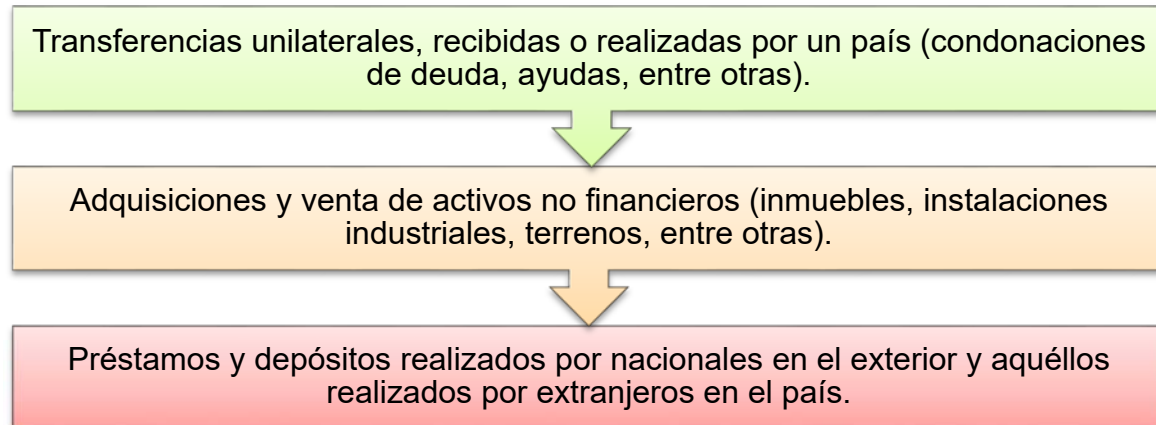 Transferencias unilaterales, recibidas o realizadas por un país (condonaciones
de deuda, ayudas, entre otras).
Adquisiciones y venta de activos no financieros (inmuebles, instalaciones
industriales, terrenos, entre otras).
Préstamos y depósitos realizados por nacionales en el exterior y aquéllos
realizados por extranjeros en el país.